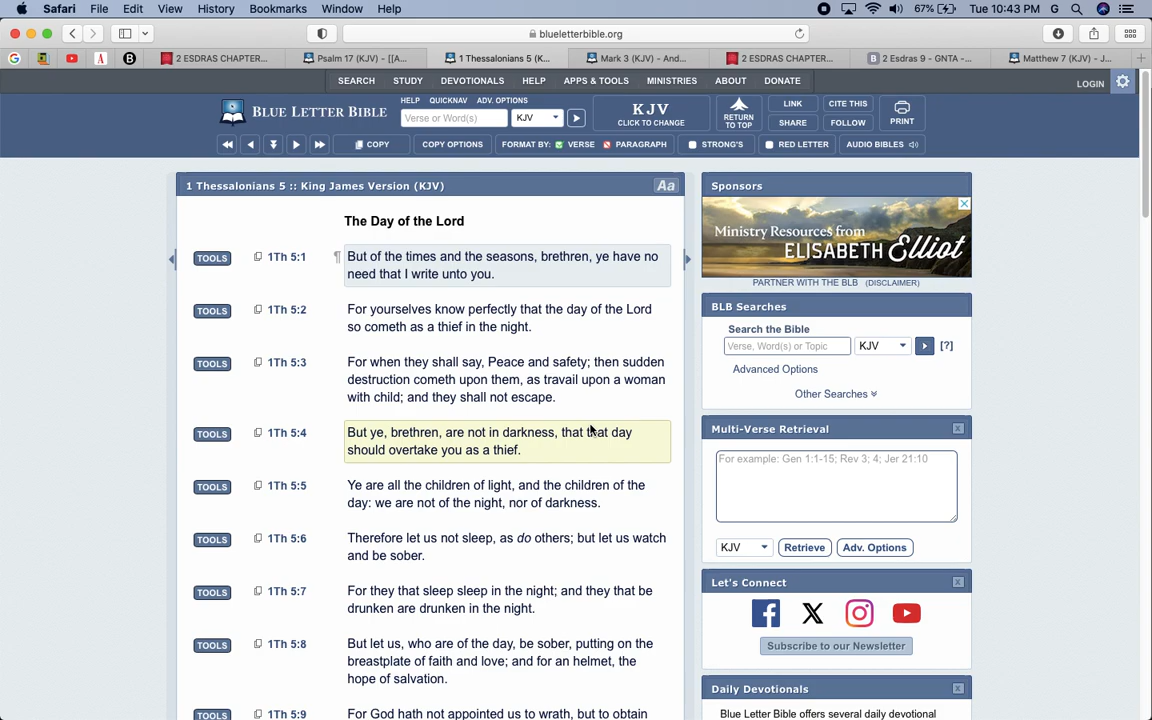 Safari File Edit View History Bookmarks Window Help 67% Tue 10:43 PM G
blueletterbible.org
2 ESDRAS CHAPTER... Psalm 17 (KJV) - [[A... 1 Thessalonians 5 (K... Mark 3 (KJV) - And... 2 ESDRAS CHAPTER... 2 Esdras 9 - GNTA -... Matthew 7 (KJV) - J...
SEARCH STUDY DEVOTIONALS HELP APPS & TOOLS MINISTRIES ABOUT DONATE LOGIN
BLUE LETTER BIBLE
HELP QUICKNAV ADV. OPTIONS
Verse or Word(s) KJV
KJV
CLICK TO CHANGE
RETURN
TO TOP
LINK CITE THIS
SHARE FOLLOW
PRINT
COPY COPY OPTIONS FORMAT BY: VERSE PARAGRAPH STRONG'S RED LETTER AUDIO BIBLES
1 Thessalonians 5 :: King James Version (KJV) Aa
The Day of the Lord
TOOLS 1Th 5:1 ¶ But of the times and the seasons, brethren, ye have no
need that I write unto you.
TOOLS 1Th 5:2 For yourselves know perfectly that the day of the Lord
so cometh as a thief in the night.
TOOLS 1Th 5:3 For when they shall say, Peace and safety; then sudden
destruction cometh upon them, as travail upon a woman
with child; and they shall not escape.
TOOLS 1Th 5:4 But ye, brethren, are not in darkness, that that day
should overtake you as a thief.
TOOLS 1Th 5:5 Ye are all the children of light, and the children of the
day: we are not of the night, nor of darkness.
TOOLS 1Th 5:6 Therefore let us not sleep, as do others; but let us watch
and be sober.
TOOLS 1Th 5:7 For they that sleep sleep in the night; and they that be
drunken are drunken in the night.
TOOLS 1Th 5:8 But let us, who are of the day, be sober, putting on the
breastplate of faith and love; and for an helmet, the
hope of salvation.
TOOLS 1Th 5:9 For God hath not appointed us to wrath, but to obtain
Sponsors
Ministry Resources from
ELISABETH Elliot
PARTNER WITH THE BLB (DISCLAIMER)
BLB Searches
Search the Bible
Verse, Word(s) or Topic KJV [?]
Advanced Options
Other Searches
Multi-Verse Retrieval
For example: Gen 1:1-15; Rev 3; 4; Jer 21:10
KJV Retrieve Adv. Options
Let's Connect
Subscribe to our Newsletter
Daily Devotionals
Blue Letter Bible offers several daily devotional